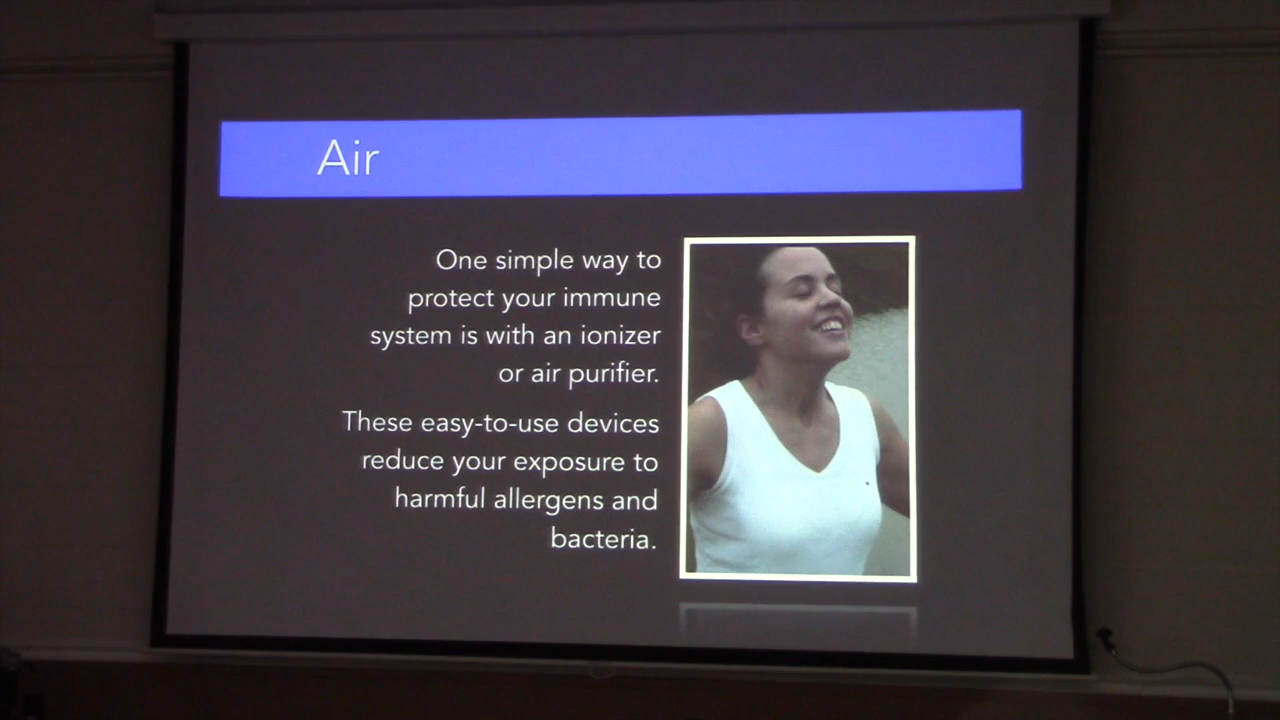 Air
One simple way to
protect your immune
system is with an ionizer
or air purifier.
These easy-to-use devices
reduce your exposure to
harmful allergens and
bacteria.